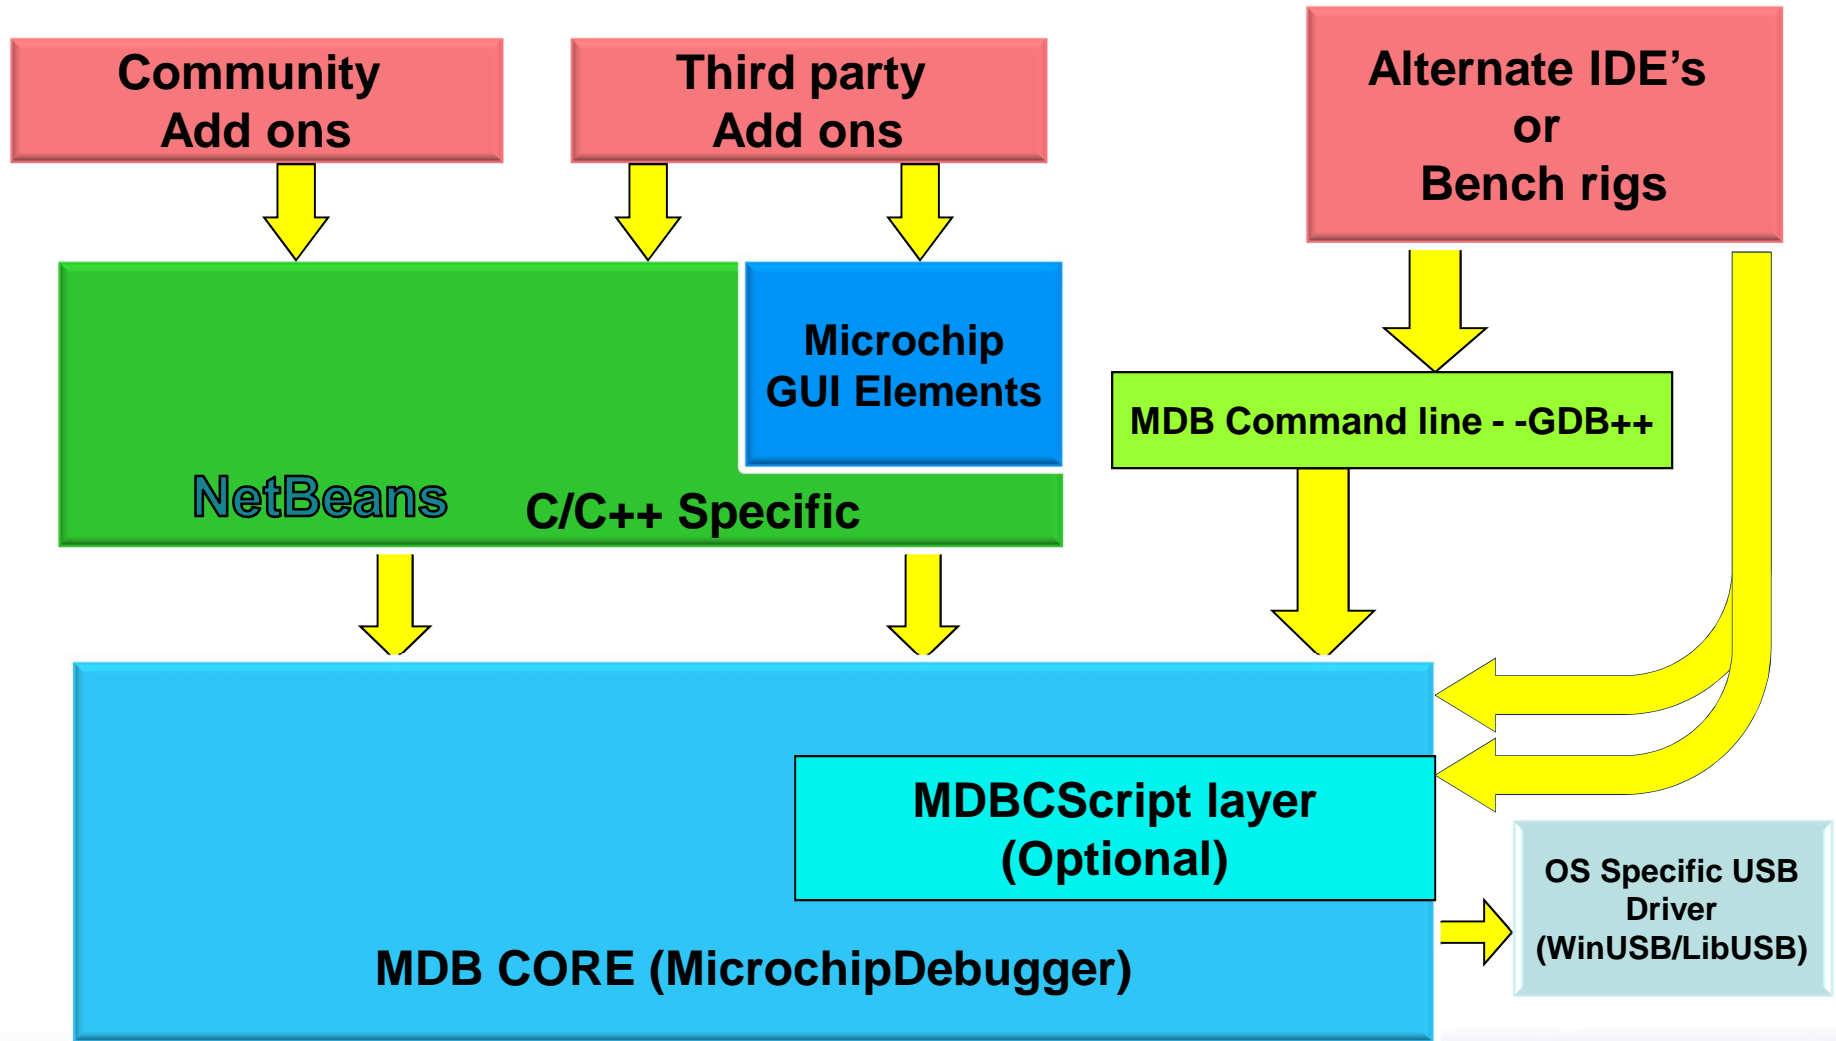 Community
Add ons
Third party
Add ons
Alternate IDE’s
or
Bench rigs
Microchip
GUI Elements
MDB Command line - -GDB++
NetBeans
C/C++ Specific
MDBCScript layer
(Optional)
OS Specific USB
Driver
(WinUSB/LibUSB)
MDB CORE (MicrochipDebugger)